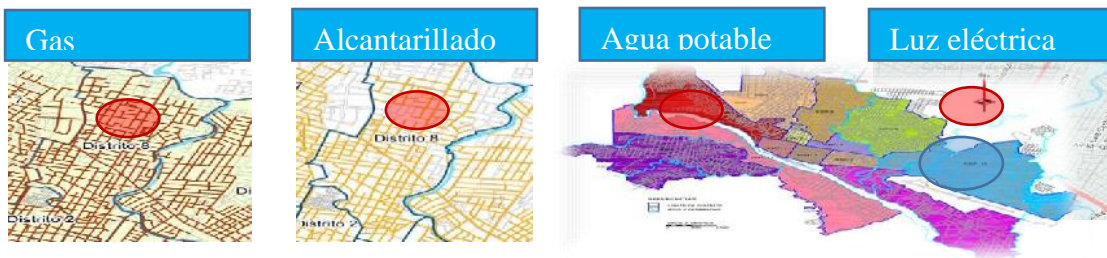 Gas
Alcantarillado
Agua potable
Luz eléctrica
Distrito 8
Distrito 2
Distrito 8
Distrito 2